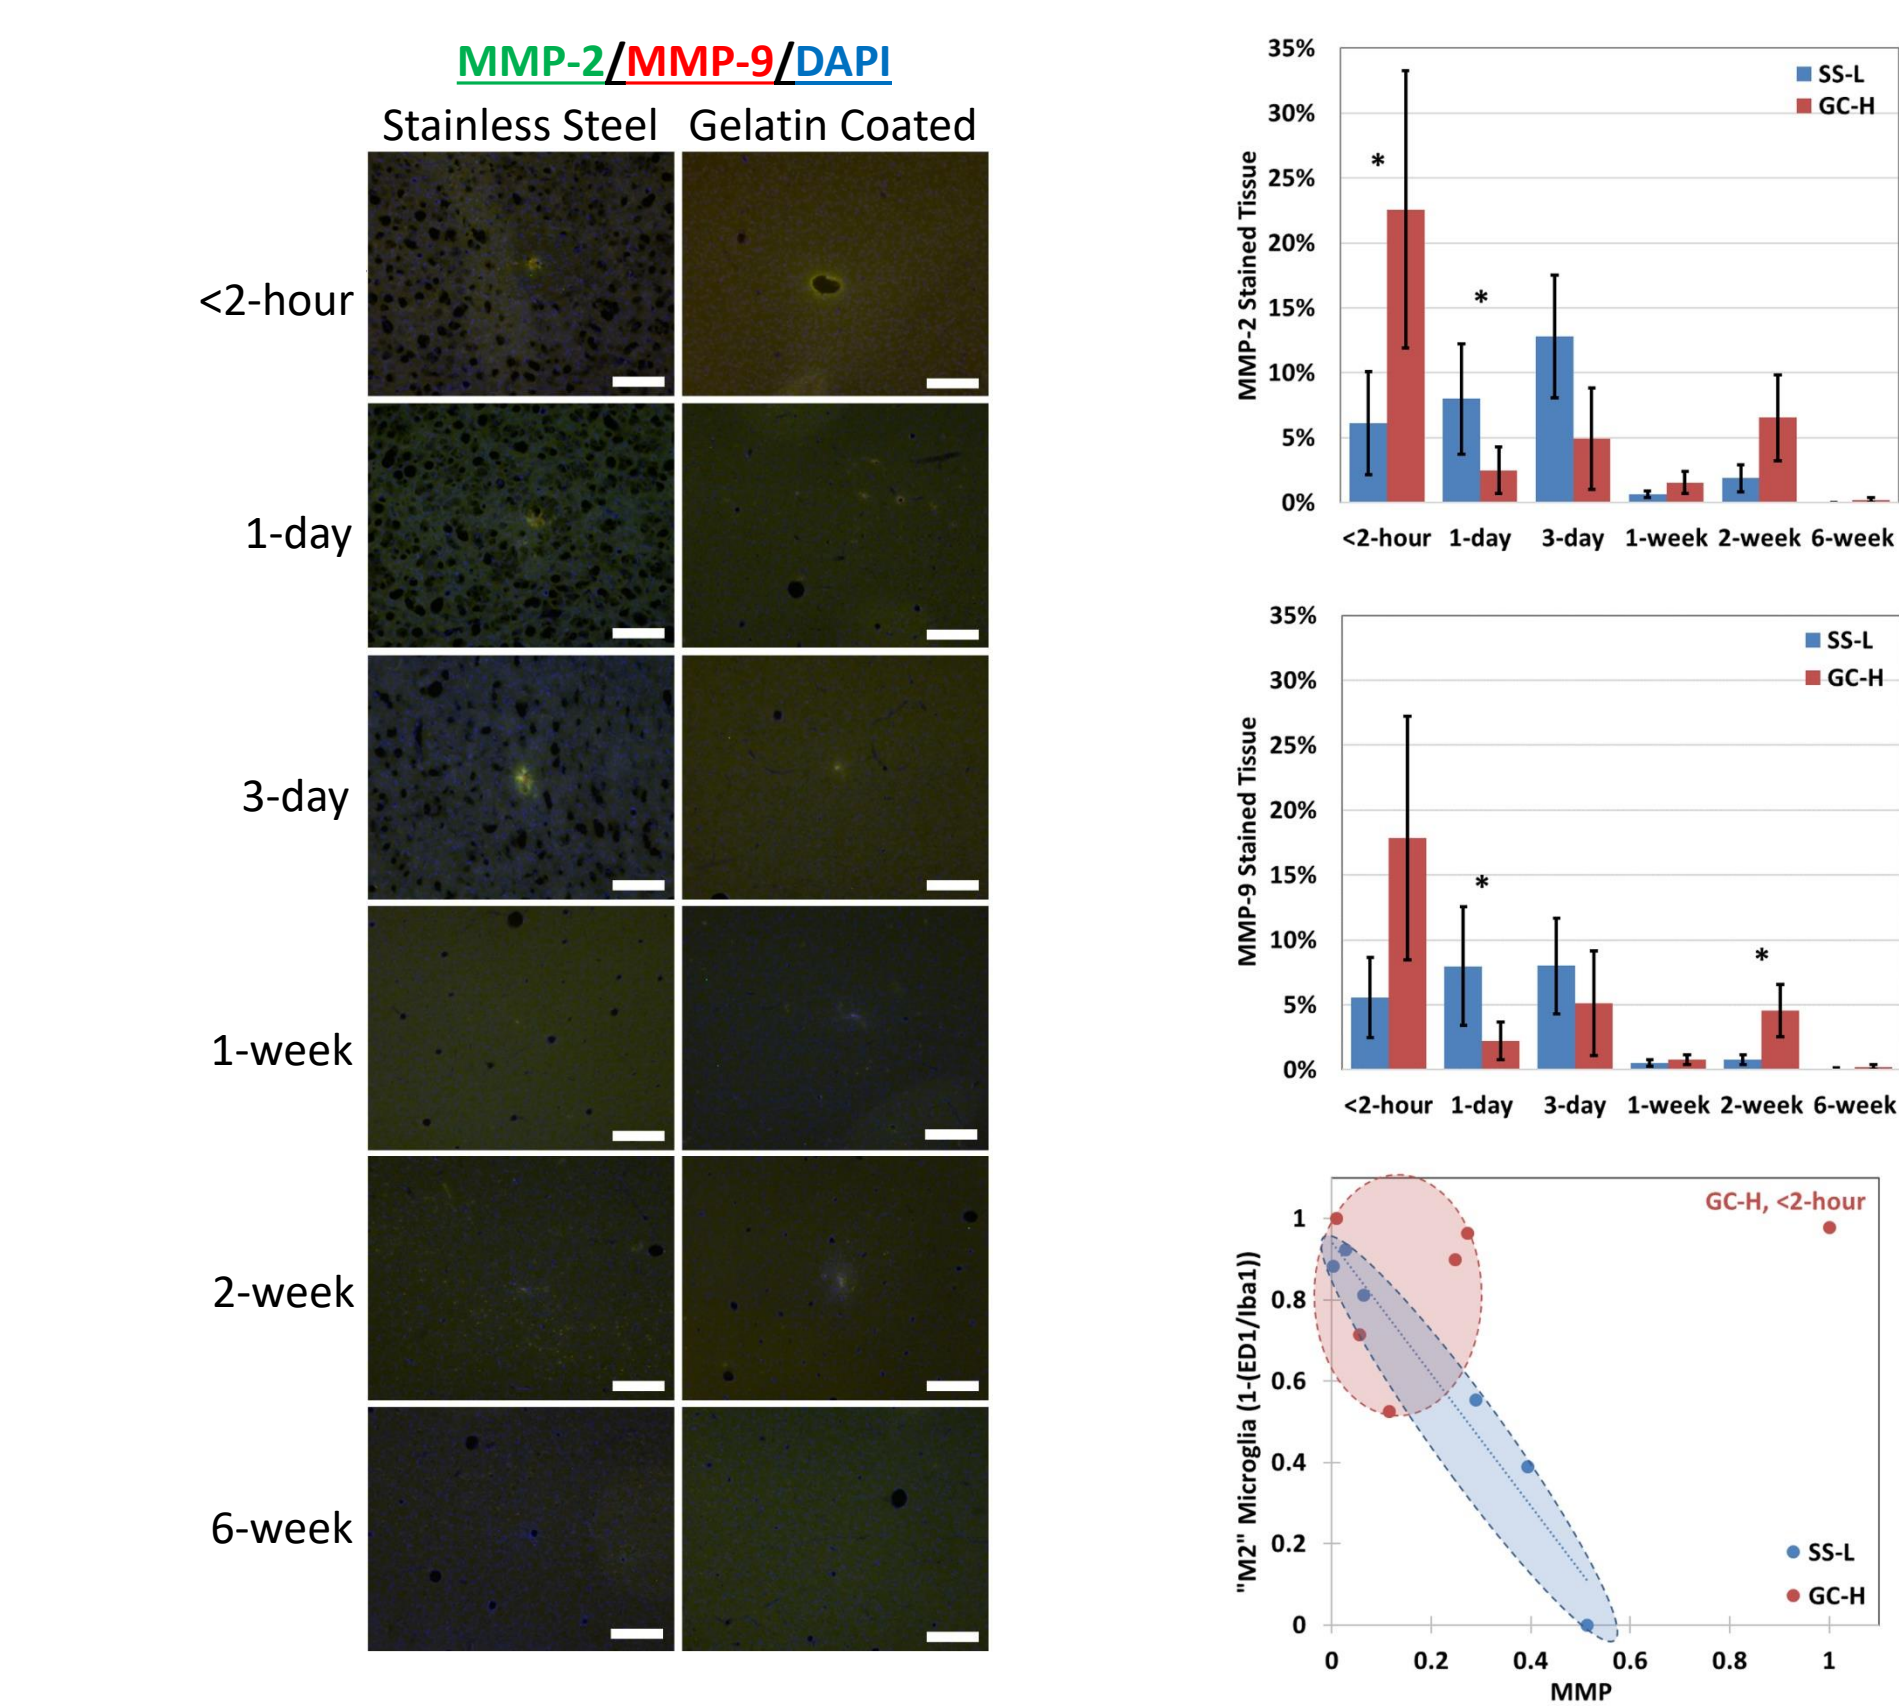 MMP-2/MMP-9/DAPI
Stainless Steel Gelatin Coated
<2-hour
1-day
3-day
1-week
2-week
6-week
MMP-2 Stained Tissue
35%
30%
25%
20%
15%
10%
5%
0%
SS-L
GC-H
*
*
<2-hour 1-day 3-day 1-week 2-week 6-week
MMP-9 Stained Tissue
35%
30%
25%
20%
15%
10%
5%
0%
SS-L
GC-H
*
*
<2-hour 1-day 3-day 1-week 2-week 6-week
"M2" Microglia (1-(ED1/Iba1))
1
0.8
0.6
0.4
0.2
0
GC-H, <2-hour
SS-L
GC-H
0 0.2 0.4 0.6 0.8 1
MMP